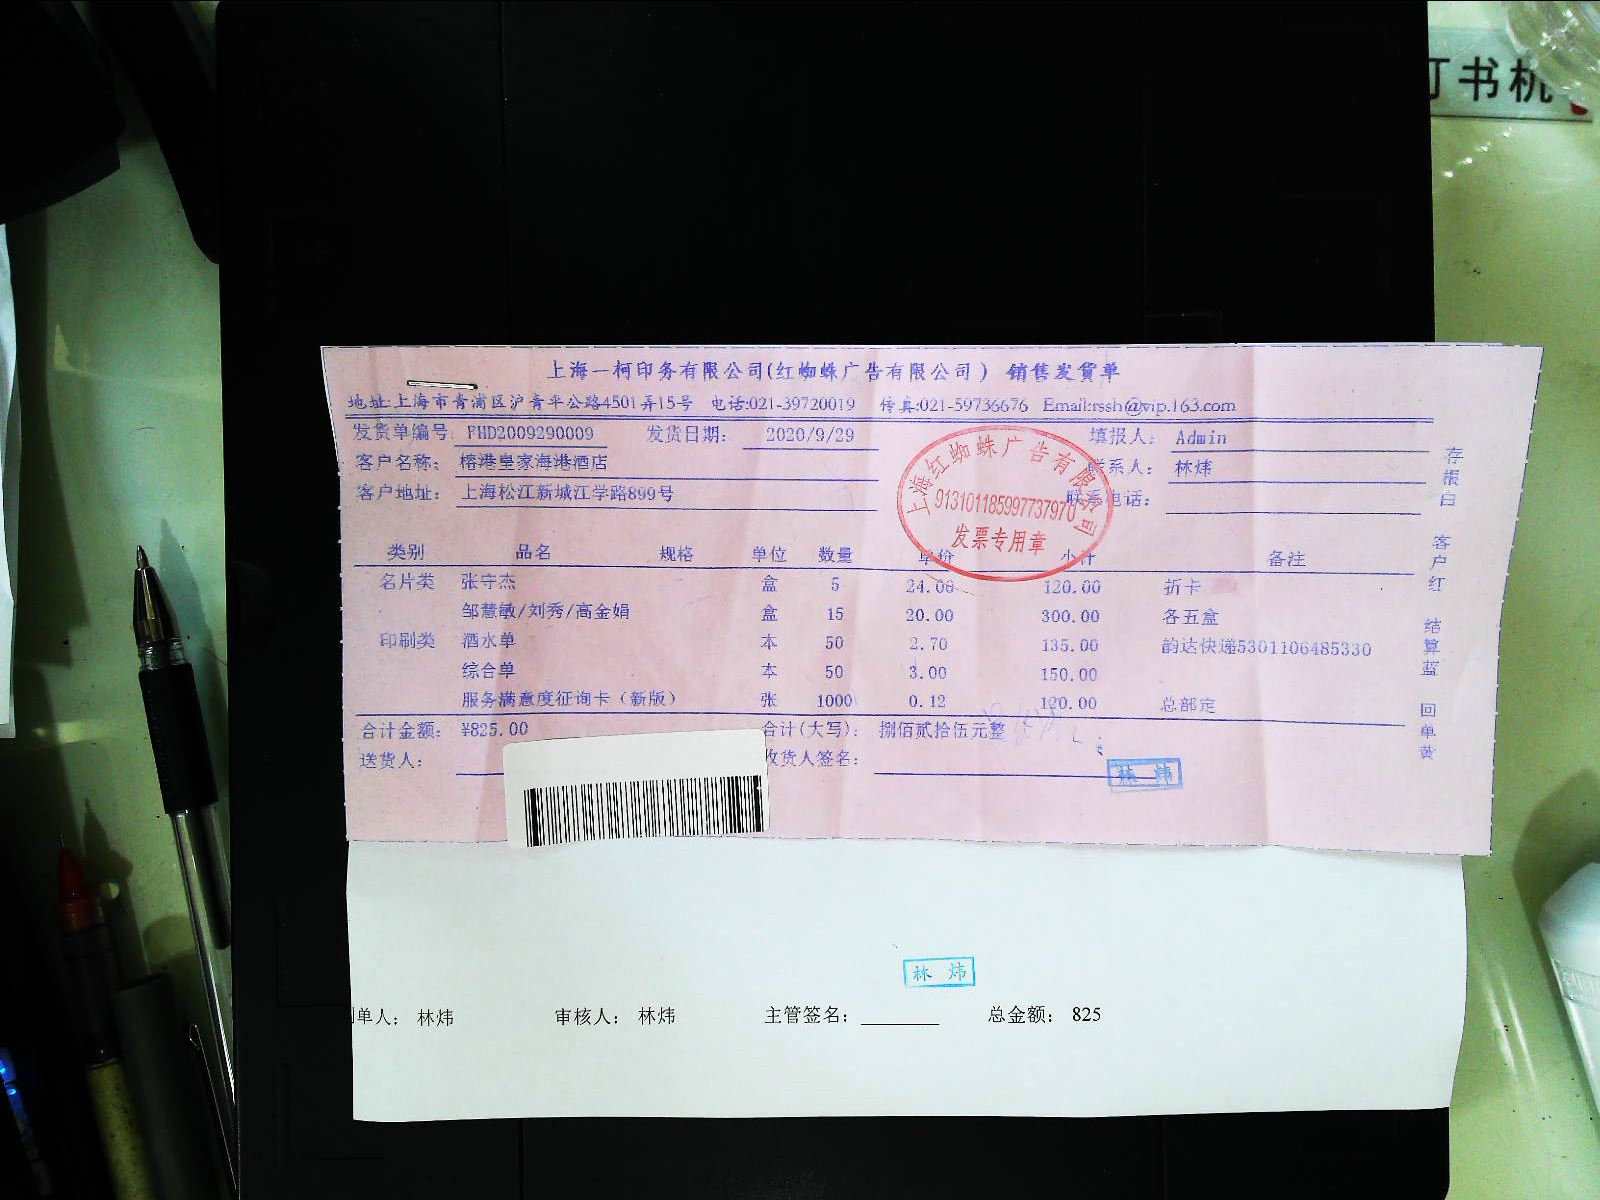 订书机
上海一柯印务有限公司(红蜘蛛广告有限公司) 销售发货单
地址:上海市青浦区沪青平公路4501弄15号 电话:021-39720019 传真:021-59736676 Email:rssh@vip.163.com
发货单编号: FHD2009290009 发货日期: 2020/9/29 填报人: Admin
客户名称: 榕港皇家海港酒店 联系人: 林炜
客户地址: 上海松江新城江学路899号 联系电话:
上海红蜘蛛广告有限公司
913101185997737970
发票专用章
类别 品名 规格 单位 数量 单价 小计 备注
名片类 张守杰 盒 5 24.00 120.00 折卡
邹慧敏/刘秀/高金娟 盒 15 20.00 300.00 各五盒
印刷类 酒水单 本 50 2.70 135.00 韵达快递5301106485330
综合单 本 50 3.00 150.00
服务满意度征询卡（新版） 张 1000 0.12 120.00 总部定
合计金额: ¥825.00 合计(大写): 捌佰贰拾伍元整
送货人: 收货人签名:
林 炜
存根白 客户红 结算蓝 回单黄
林 炜
制单人: 林炜 审核人: 林炜 主管签名: 总金额: 825